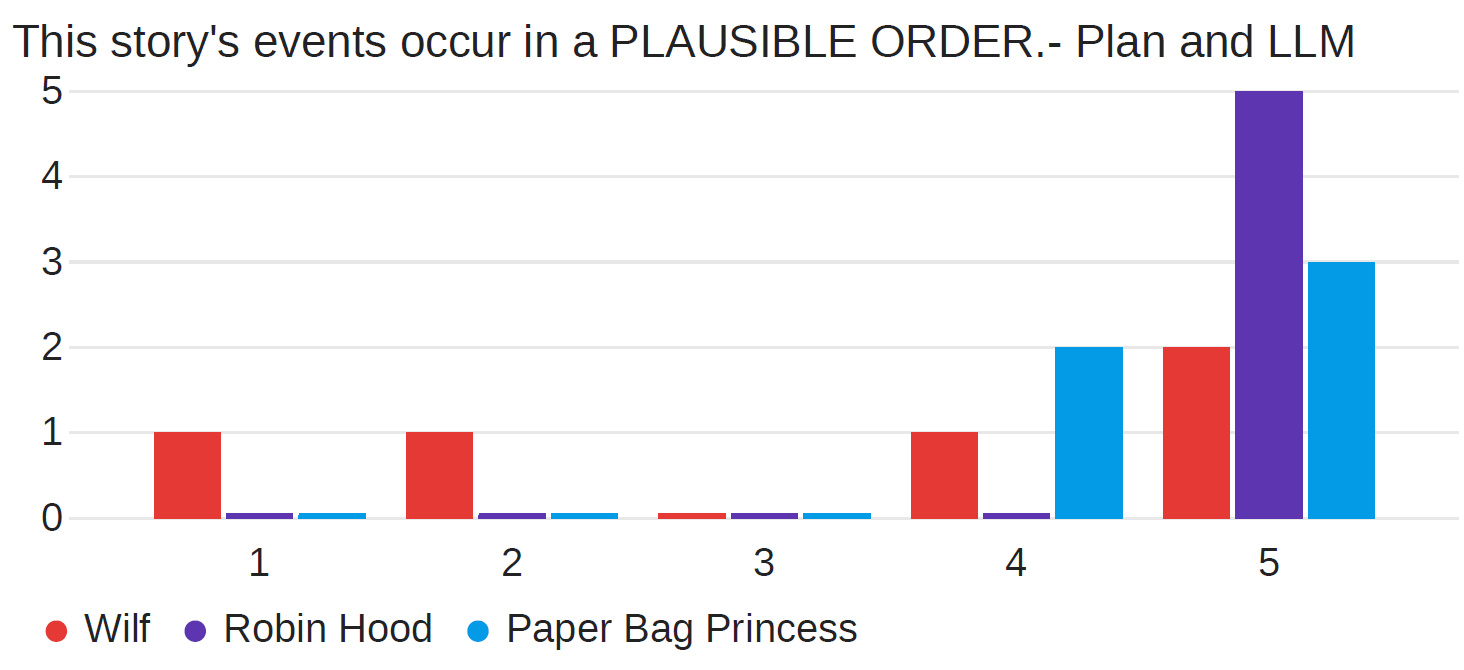 This story's events occur in a PLAUSIBLE ORDER.- Plan and LLM
5
4
3
2
1
0
1 2 3 4 5
Wilf Robin Hood Paper Bag Princess